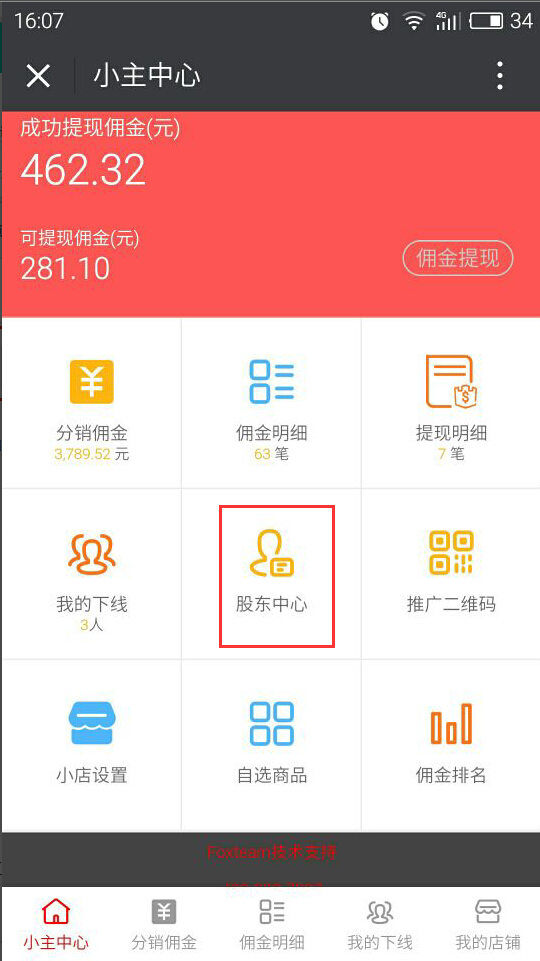 16:07
4G
34
小主中心
成功提现佣金(元)
462.32
可提现佣金(元)
281.10
佣金提现
分销佣金
3,789.52 元
佣金明细
63 笔
提现明细
7 笔
我的下线
3人
股东中心
推广二维码
小店设置
自选商品
佣金排名
Foxteam技术支持
小主中心
分销佣金
佣金明细
我的下线
我的店铺